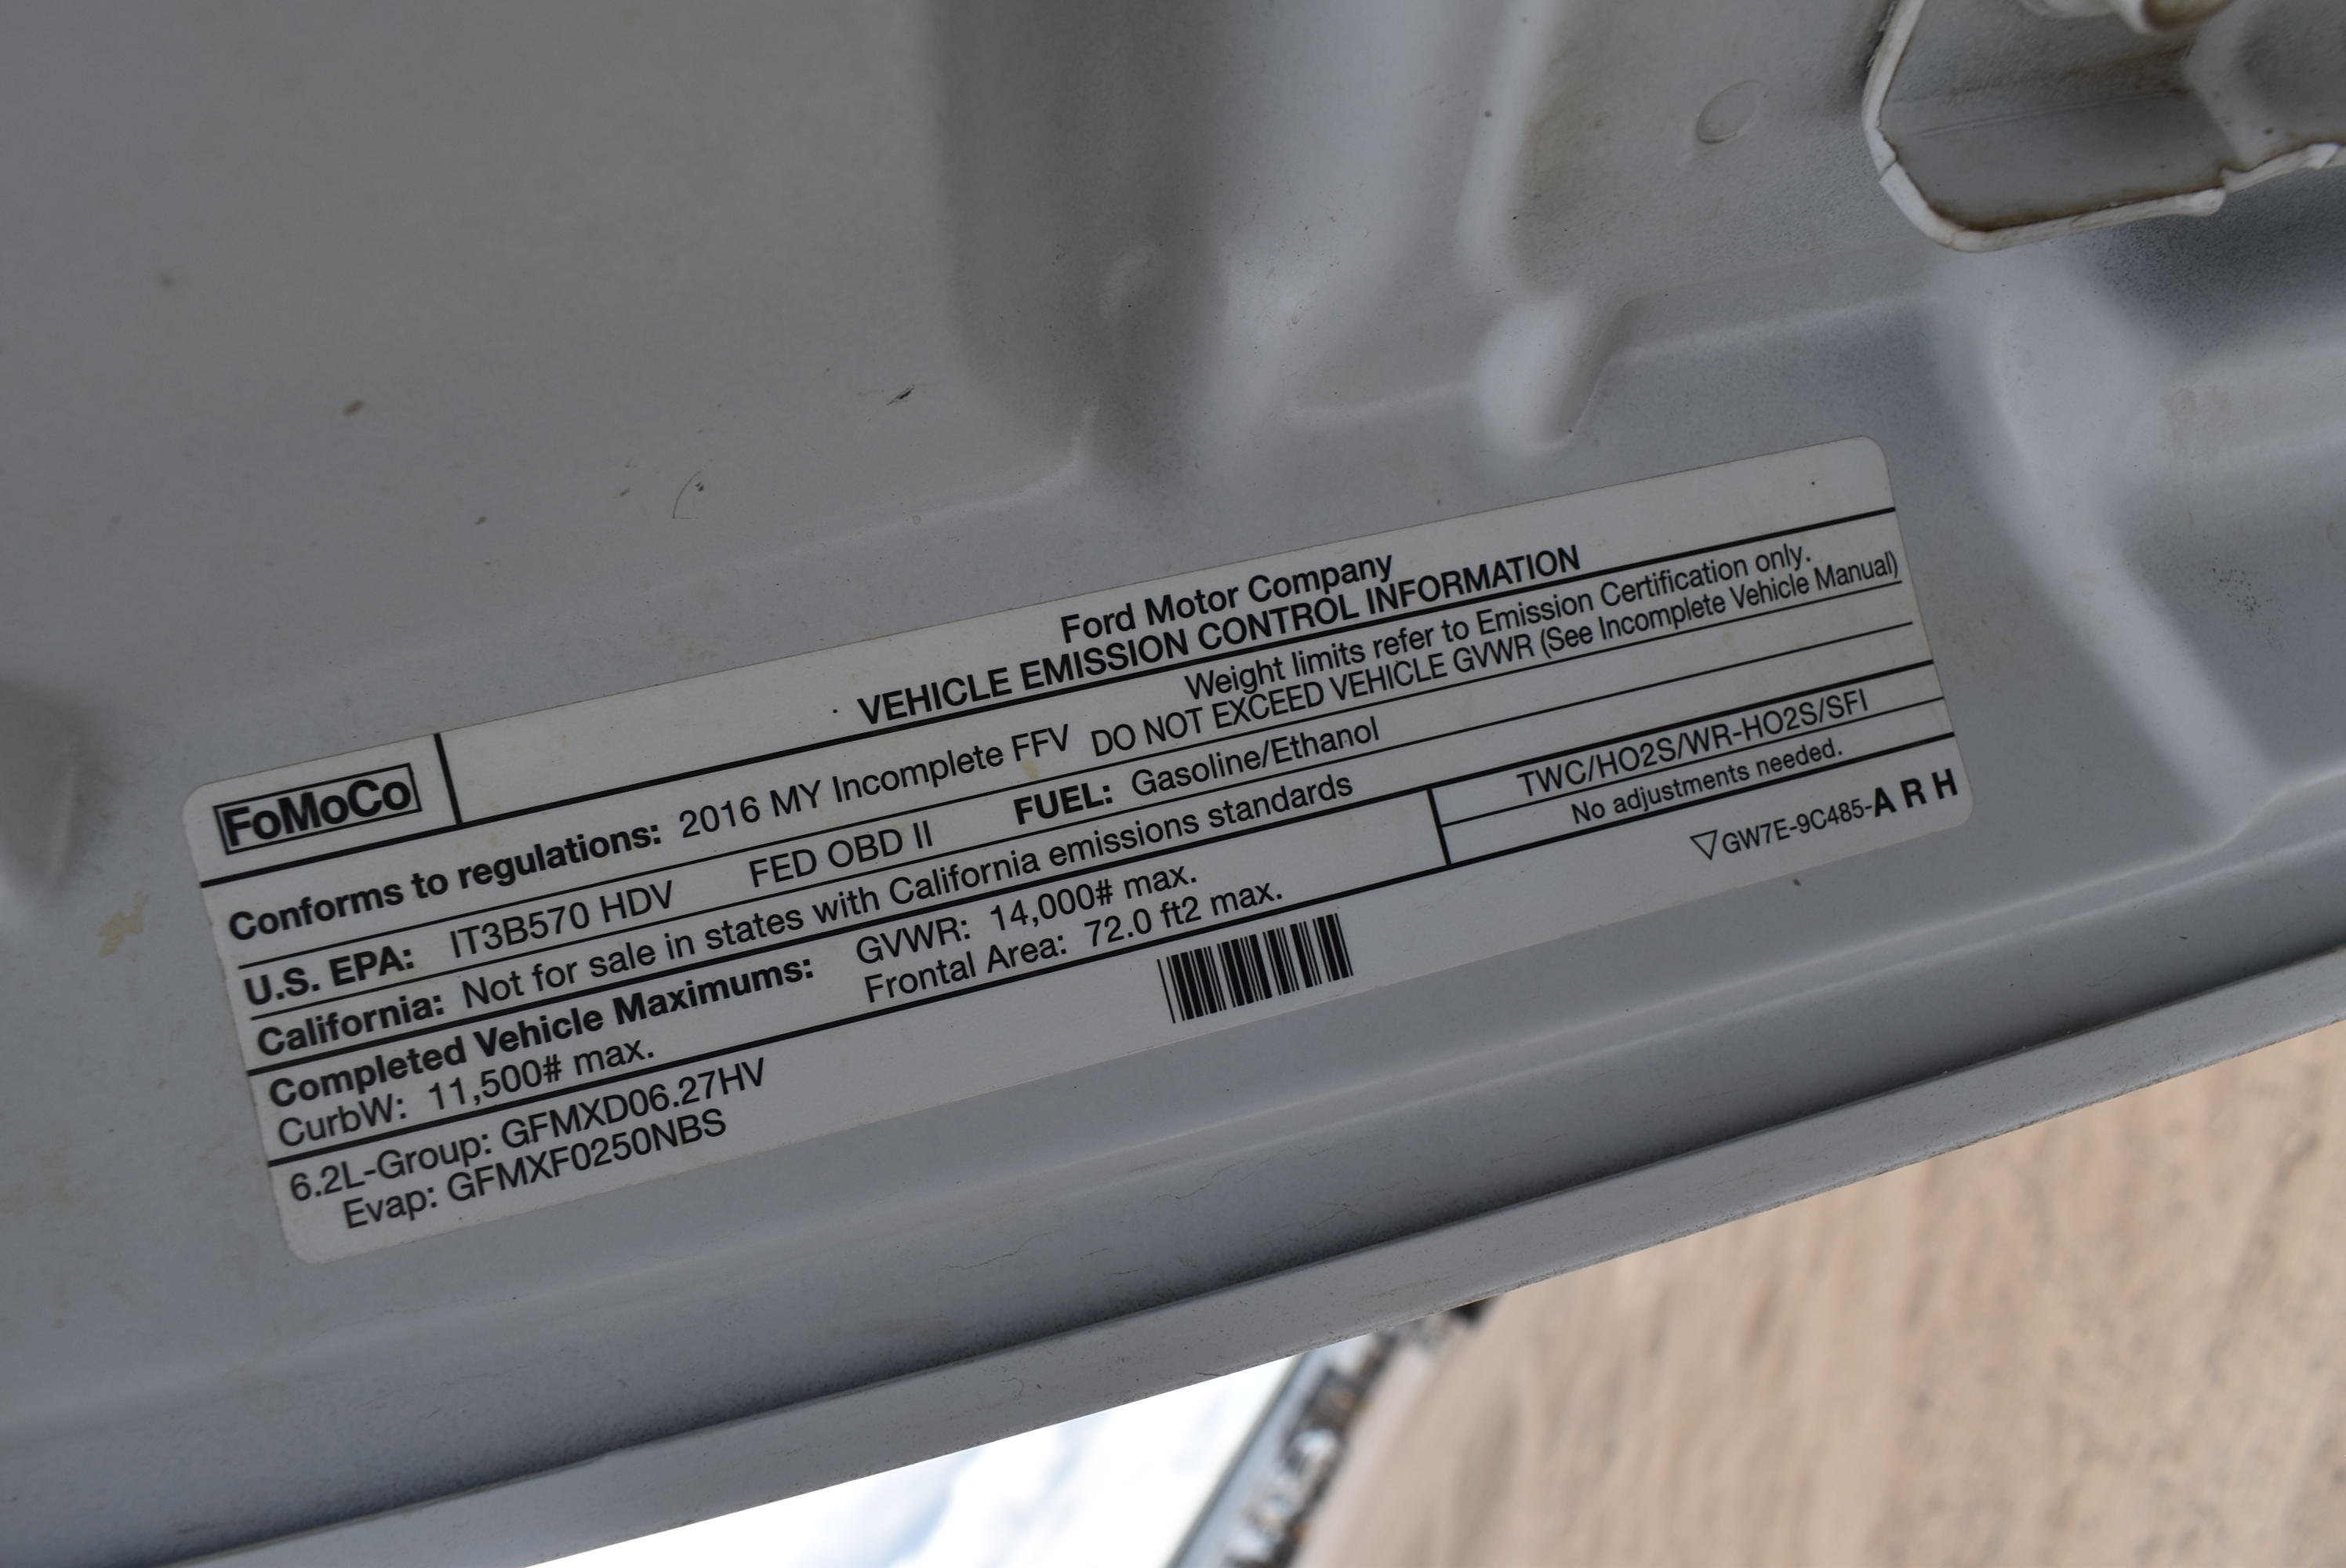 FoMoCo
Ford Motor Company
VEHICLE EMISSION CONTROL INFORMATION
Conforms to regulations: 2016 MY Incomplete FFV
Weight limits refer to Emission Certification only.
DO NOT EXCEED VEHICLE GVWR (See Incomplete Vehicle Manual)
U.S. EPA: IT3B570 HDV FED OBD II FUEL: Gasoline/Ethanol
California: Not for sale in states with California emissions standards
Completed Vehicle Maximums: GVWR: 14,000# max.
CurbW: 11,500# max. Frontal Area: 72.0 ft2 max.
TWC/HO2S/WR-HO2S/SFI
No adjustments needed.
6.2L-Group: GFMXD06.27HV
Evap: GFMXF0250NBS
▽GW7E-9C485-A R H